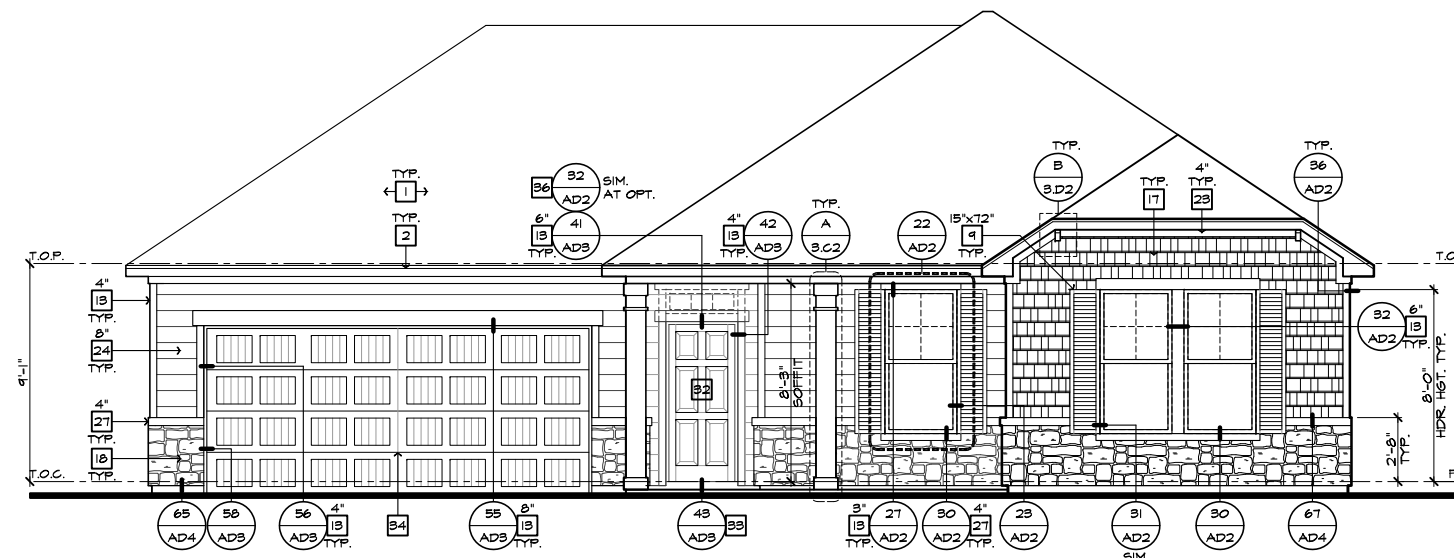 TYP.
B
3.D2
TYP.
36
AD2
TYP.
1
36
32
AD2
SIM.
AT OPT.
TYP.
17
4"
23
TYP.
2
6"
13
TYP.
41
AD3
4"
13
TYP.
42
AD3
TYP.
A
3.C2
22
AD2
15"x72"
9
TYP.
T.O.P.
T.O
4"
13
TYP.
8"
24
TYP.
9'-1"
32
8'-3"
SOFFIT
32
AD2
6"
13
TYP.
8'-0"
HDR. HGT. TYP.
4"
27
TYP.
18
TYP.
2'-8"
TYP.
T.O.C.
65
AD4
58
AD3
56
AD3
4"
13
TYP.
34
55
AD3
8"
13
TYP.
43
AD3
33
3"
13
TYP.
27
AD2
30
AD2
4"
27
TYP.
23
AD2
31
AD2
SIM.
30
AD2
67
AD4